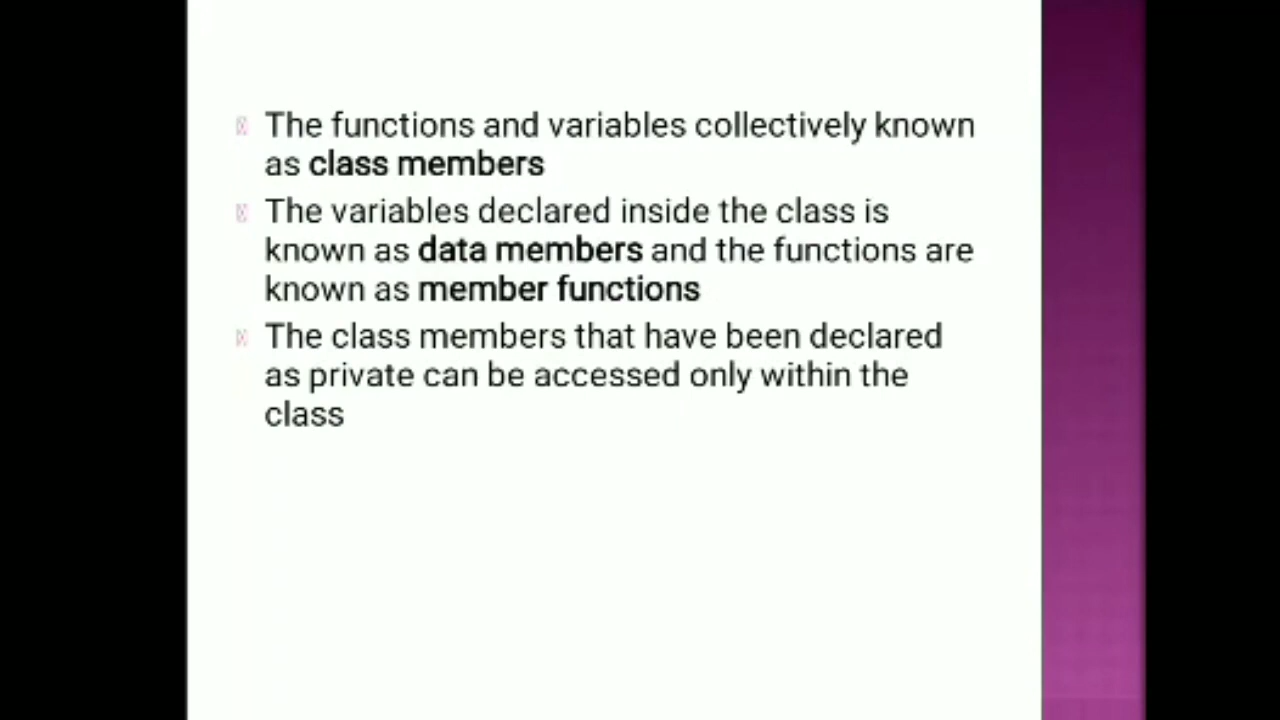 The functions and variables collectively known
as class members
The variables declared inside the class is
known as data members and the functions are
known as member functions
The class members that have been declared
as private can be accessed only within the
class